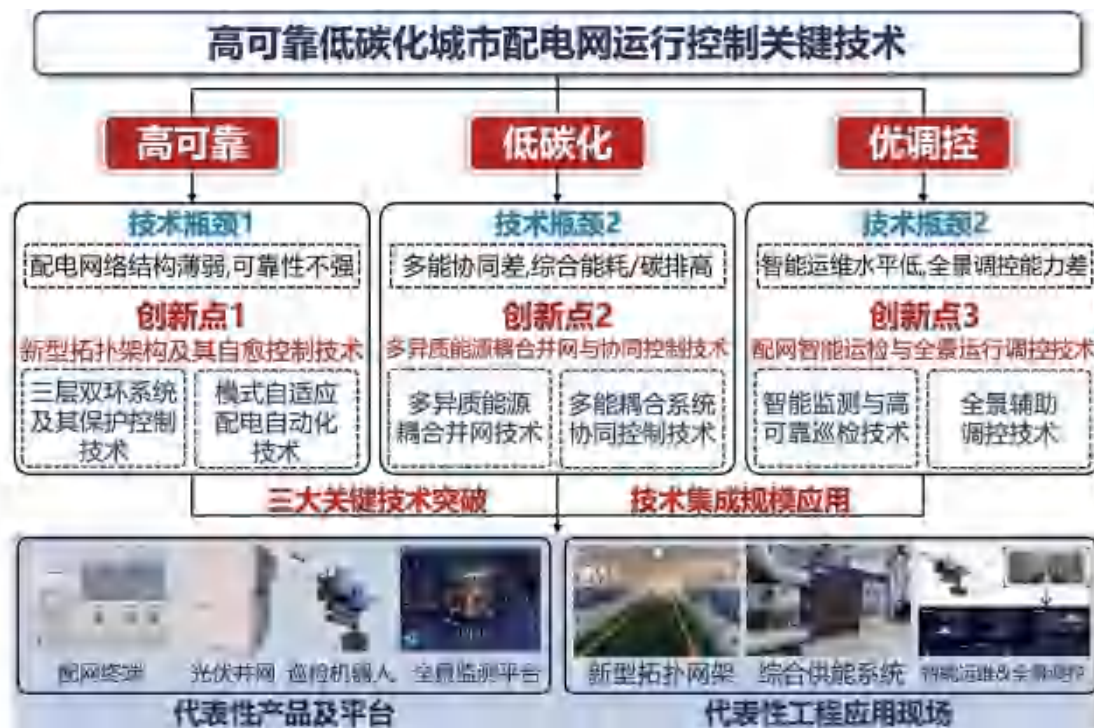 高可靠低碳化城市配电网运行控制关键技术
高可靠
低碳化
优调控
技术瓶颈1
配电网络结构薄弱,可靠性不强
创新点1
新型拓扑架构及其自愈控制技术
三层双环系统
及其保护控制
技术
模式自适应
配电自动化
技术
技术瓶颈2
多能协同差,综合能耗/碳排高
创新点2
多异质能源耦合并网与协同控制技术
多异质能源
耦合并网技术
多能耦合系统
协同控制技术
技术瓶颈2
智能运维水平低,全景调控能力差
创新点3
配网智能运检与全景运行调控技术
智能监测与高
可靠巡检技术
全景辅助
调控技术
三大关键技术突破
技术集成规模应用
配网终端
光伏并网
巡检机器人
全景监测平台
新型拓扑网架
综合供能系统
智能运维&全景调控
代表性产品及平台
代表性工程应用现场